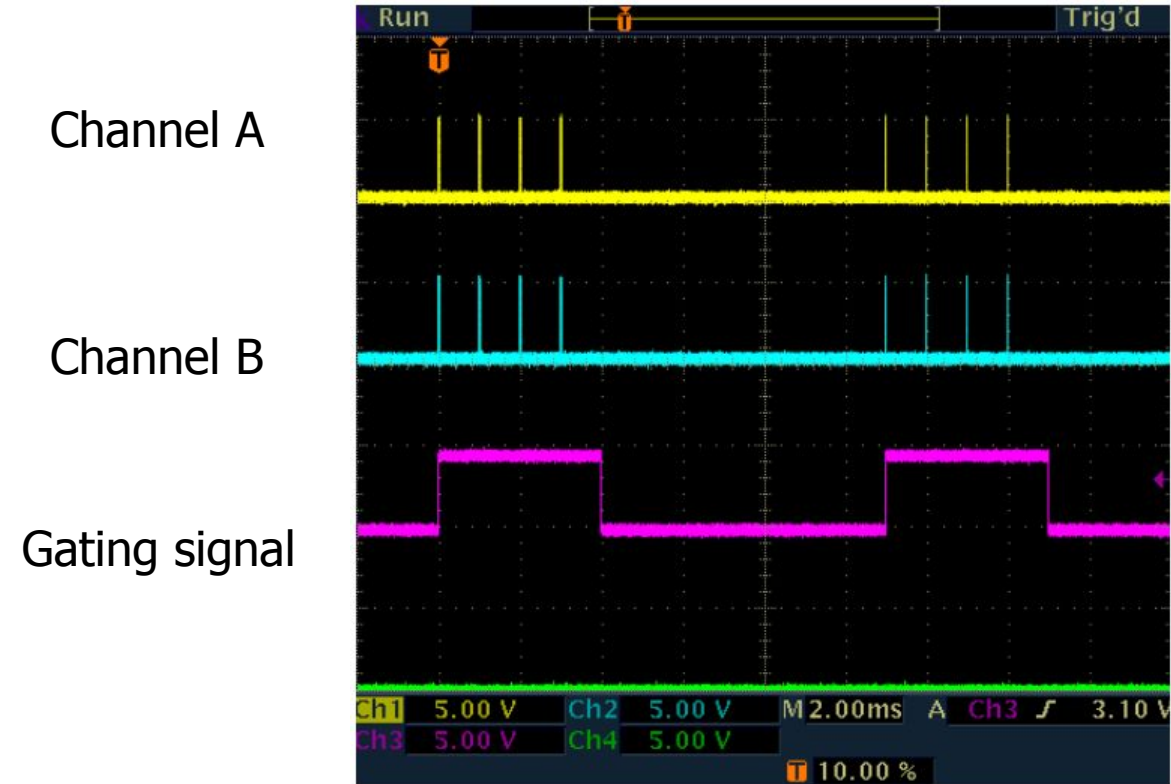 Run
Trig'd
T
T
Channel A
Channel B
Gating signal
Ch1 5.00 V Ch2 5.00 V M 2.00ms A Ch3 ƒ 3.10 V
Ch3 5.00 V Ch4 5.00 V
T 10.00 %